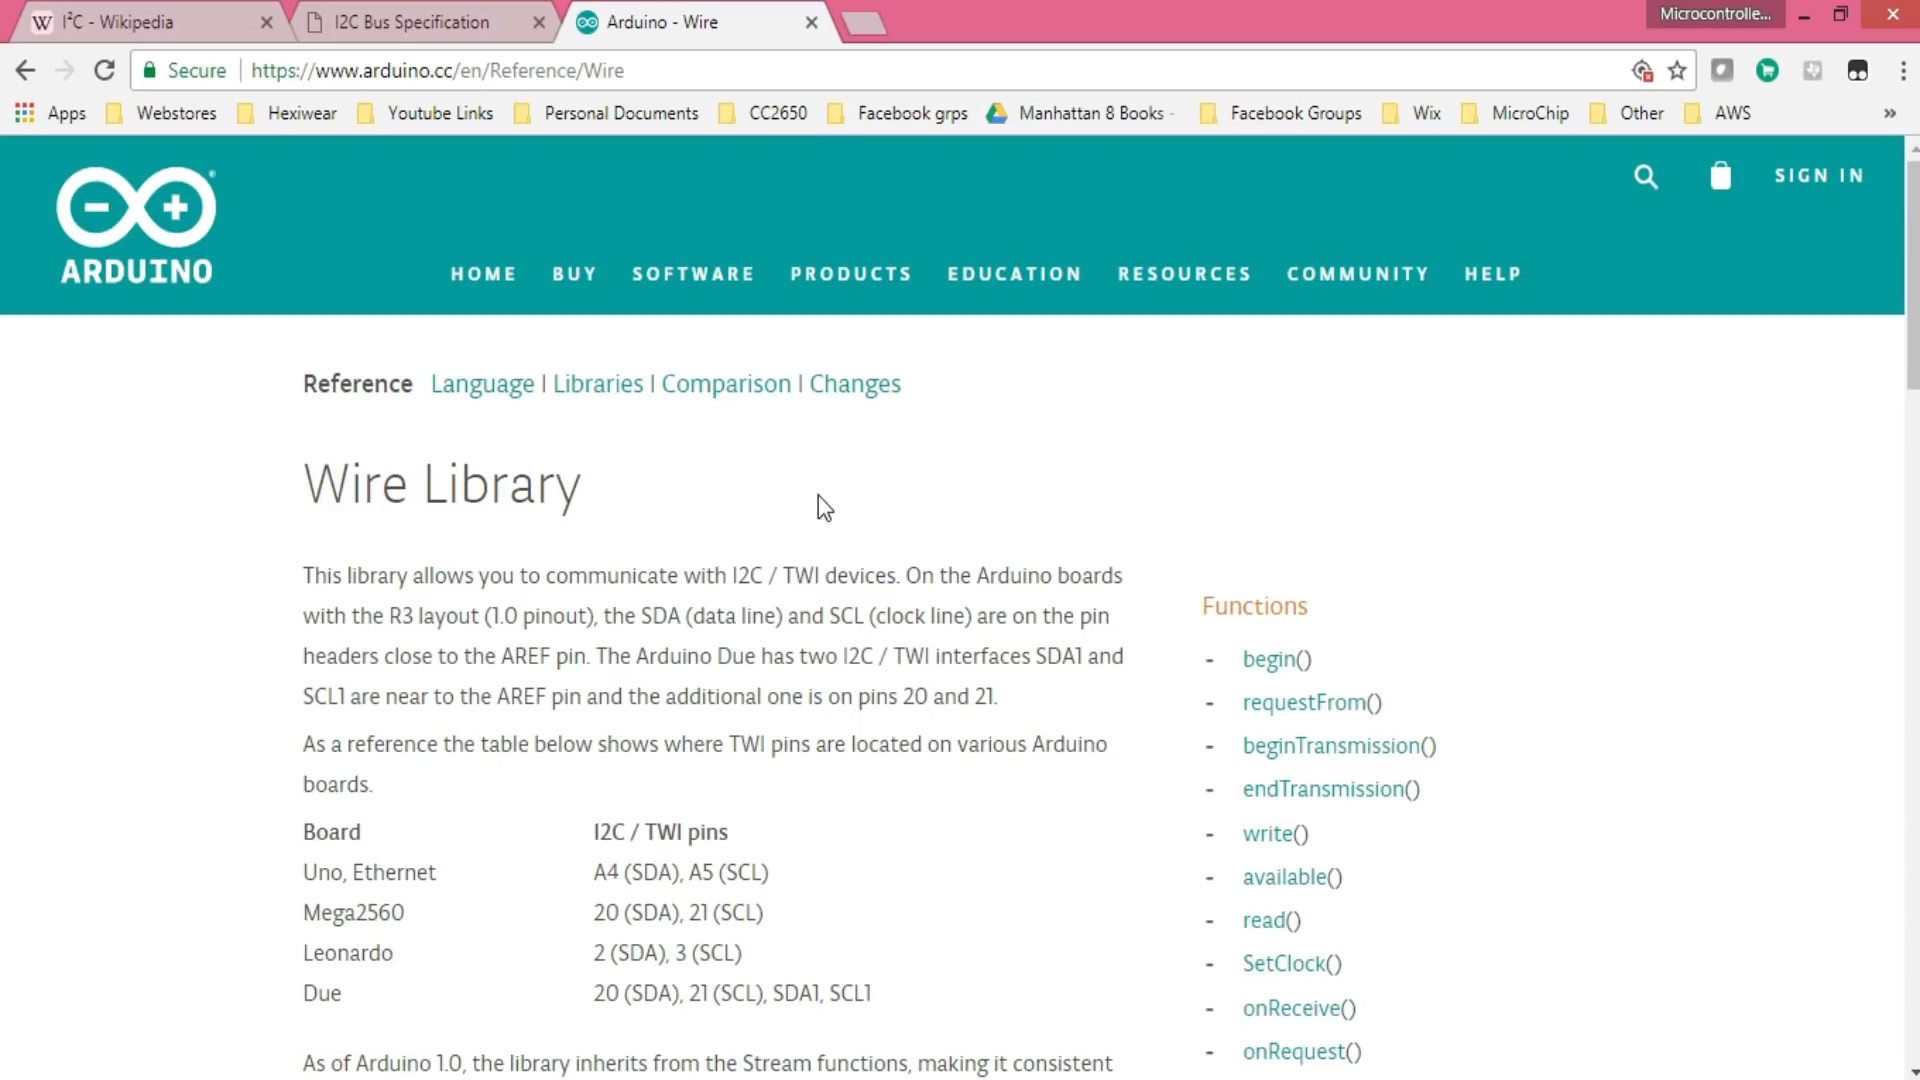 I²C - Wikipedia
I2C Bus Specification
Arduino - Wire
Microcontrolle...
Secure
https://www.arduino.cc/en/Reference/Wire
Apps
Webstores
Hexiwear
Youtube Links
Personal Documents
CC2650
Facebook grps
Manhattan 8 Books -
Facebook Groups
Wix
MicroChip
Other
AWS
»
SIGN IN
ARDUINO
HOME BUY SOFTWARE PRODUCTS EDUCATION RESOURCES COMMUNITY HELP
Reference Language | Libraries | Comparison | Changes
Wire Library
This library allows you to communicate with I2C / TWI devices. On the Arduino boards
with the R3 layout (1.0 pinout), the SDA (data line) and SCL (clock line) are on the pin
headers close to the AREF pin. The Arduino Due has two I2C / TWI interfaces SDA1 and
SCL1 are near to the AREF pin and the additional one is on pins 20 and 21.
As a reference the table below shows where TWI pins are located on various Arduino
boards.
Board I2C / TWI pins
Uno, Ethernet A4 (SDA), A5 (SCL)
Mega2560 20 (SDA), 21 (SCL)
Leonardo 2 (SDA), 3 (SCL)
Due 20 (SDA), 21 (SCL), SDA1, SCL1
As of Arduino 1.0, the library inherits from the Stream functions, making it consistent
Functions
- begin()
- requestFrom()
- beginTransmission()
- endTransmission()
- write()
- available()
- read()
- SetClock()
- onReceive()
- onRequest()